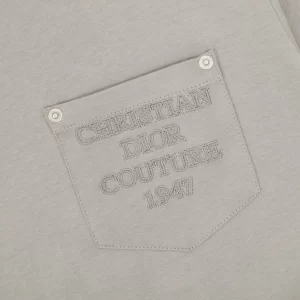 CHRISTIAN
DIOR
COUTURE
1947